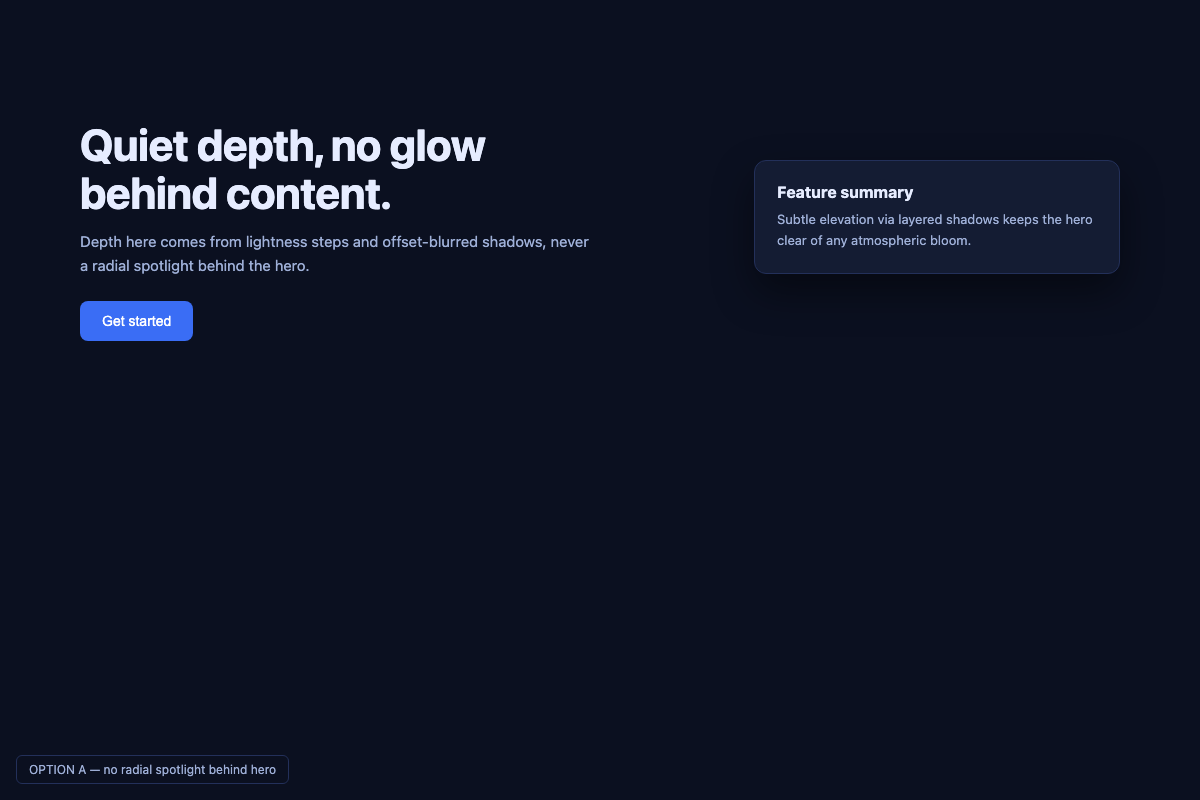 Quiet depth, no glow
behind content.
Depth here comes from lightness steps and offset-blurred shadows, never
a radial spotlight behind the hero.
Get started
Feature summary
Subtle elevation via layered shadows keeps the hero
clear of any atmospheric bloom.
OPTION A — no radial spotlight behind hero